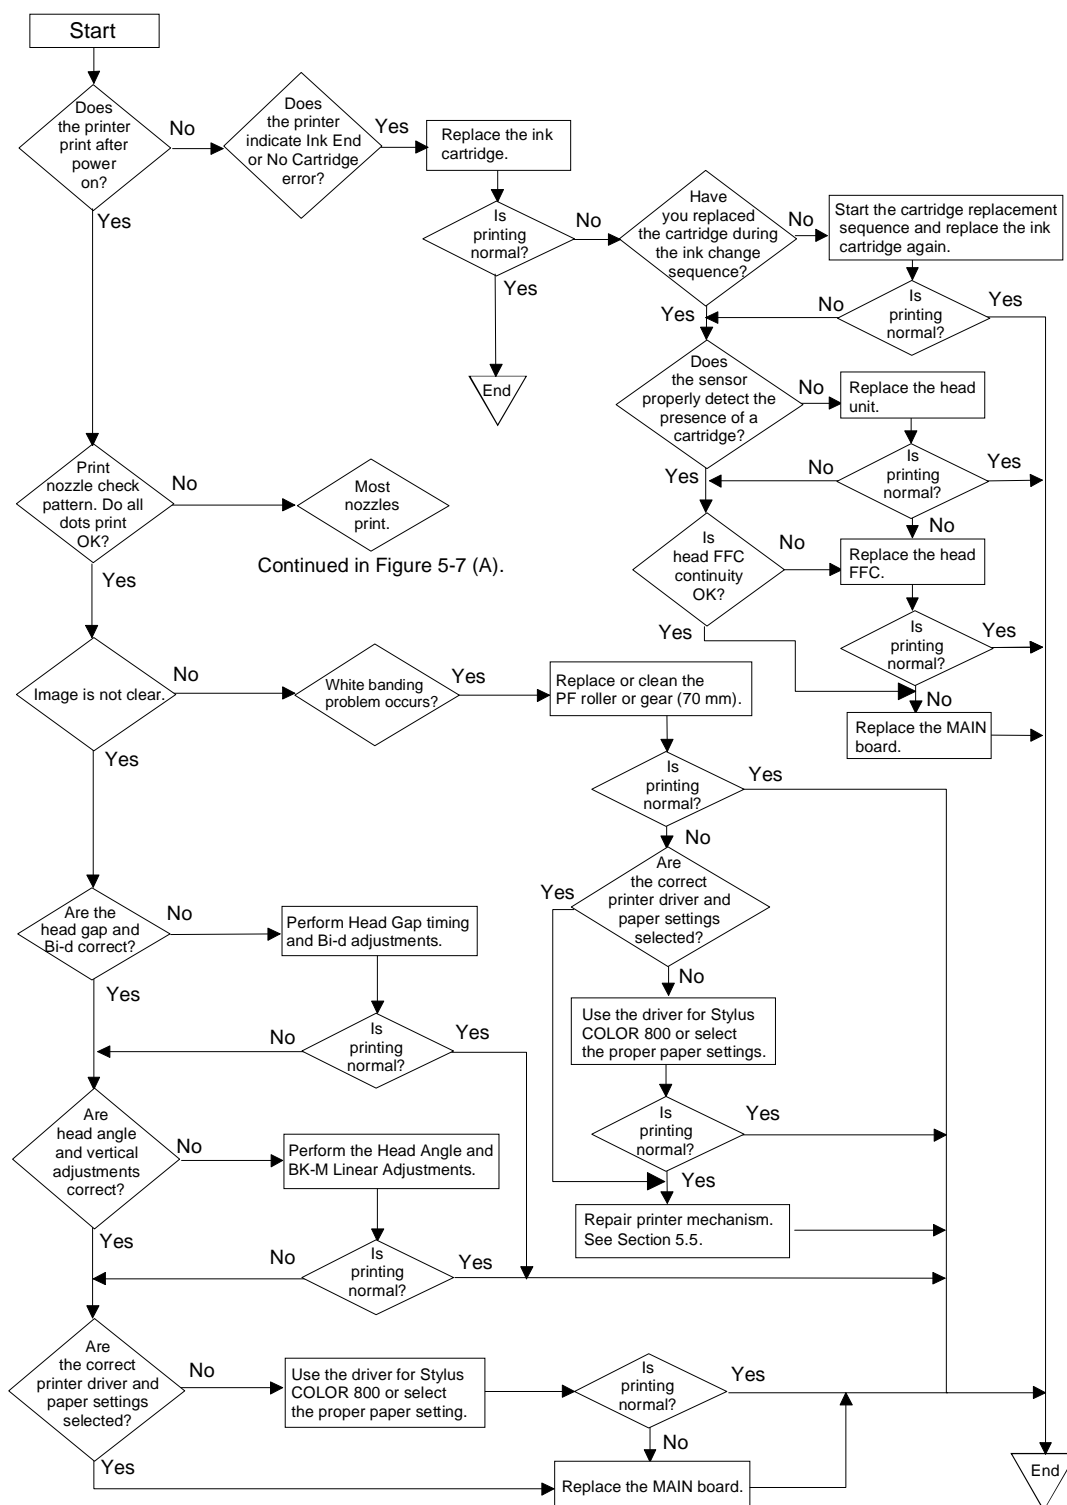 Start
Does
the printer
print after
power
on?
No
Yes
Does
the printer
indicate Ink End
or No Cartridge
error?
Yes
Replace the ink
cartridge.
Is
printing
normal?
No
Yes
End
Have
you replaced
the cartridge during
the ink change
sequence?
No
Yes
Start the cartridge replacement
sequence and replace the ink
cartridge again.
Is
printing
normal?
No
Yes
Does
the sensor
properly detect the
presence of a
cartridge?
No
Yes
Replace the head
unit.
Is
printing
normal?
No
Yes
No
Is
head FFC
continuity
OK?
No
Yes
Replace the head
FFC.
Is
printing
normal?
Yes
No
Replace the MAIN
board.
Print
nozzle check
pattern. Do all
dots print
OK?
No
Yes
Most
nozzles
print.
Continued in Figure 5-7 (A).
Image is not clear.
No
Yes
White banding
problem occurs?
Yes
Replace or clean the
PF roller or gear (70 mm).
Is
printing
normal?
Yes
No
Are
the correct
printer driver and
paper settings
selected?
Yes
No
Use the driver for Stylus
COLOR 800 or select
the proper paper settings.
Is
printing
normal?
Yes
Yes
Repair printer mechanism.
See Section 5.5.
Are the
head gap and
Bi-d correct?
No
Yes
Perform Head Gap timing
and Bi-d adjustments.
Is
printing
normal?
No
Yes
Are
head angle
and vertical
adjustments
correct?
No
Yes
Perform the Head Angle and
BK-M Linear Adjustments.
Is
printing
normal?
No
Yes
Are
the correct
printer driver and
paper settings
selected?
No
Yes
Use the driver for Stylus
COLOR 800 or select
the proper paper setting.
Is
printing
normal?
Yes
No
Replace the MAIN board.
End